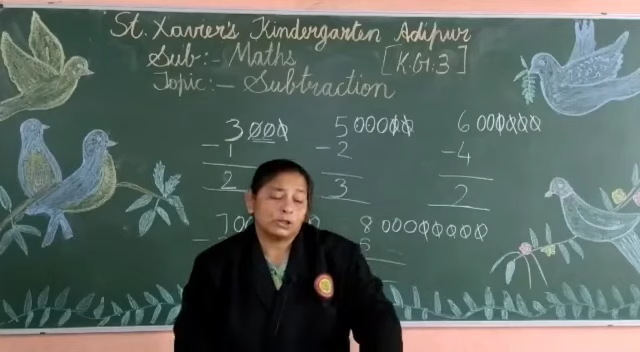 St. Xavier's Kindergarten Adipur
Sub:- Maths [K.G:3]
Topic:- Subtraction
3 5 6
-1 -2 -4
2 3 2
7 8